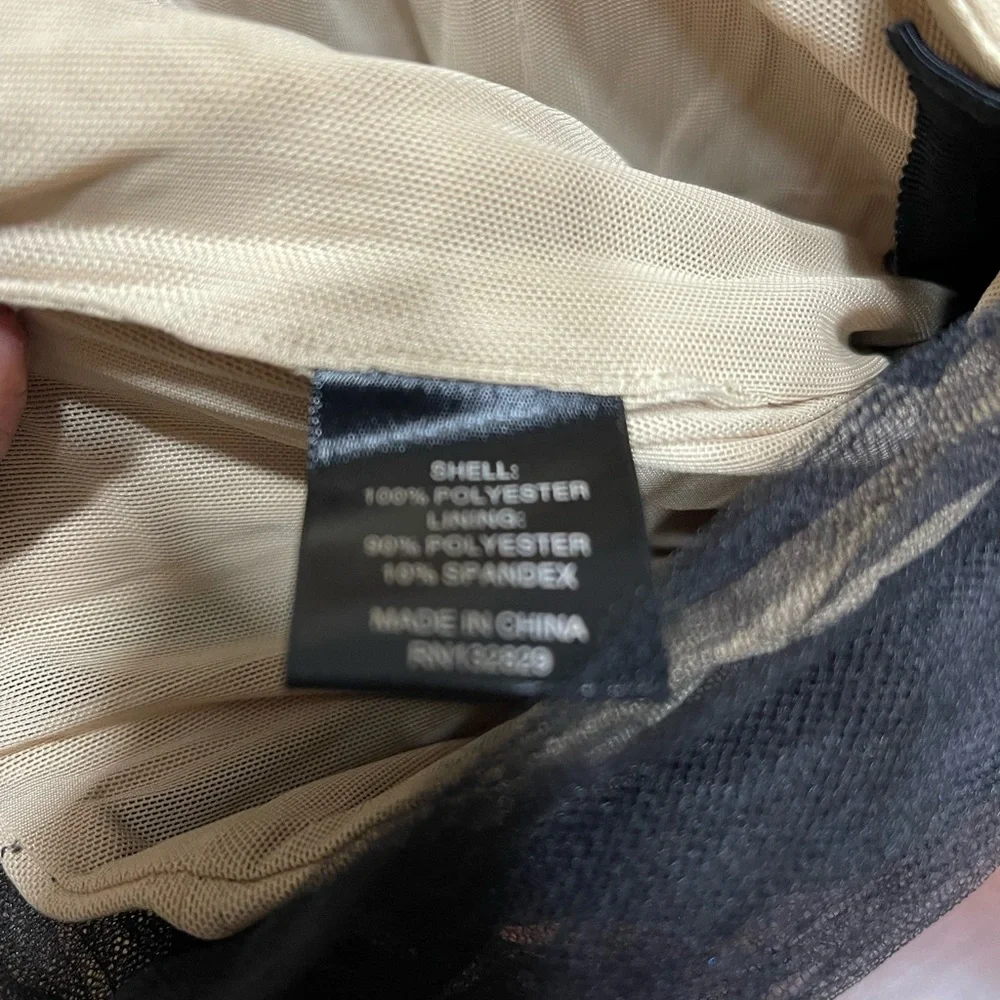 SHELL:
100% POLYESTER
LINING:
90% POLYESTER
10% SPANDEX
MADE IN CHINA
RN132829